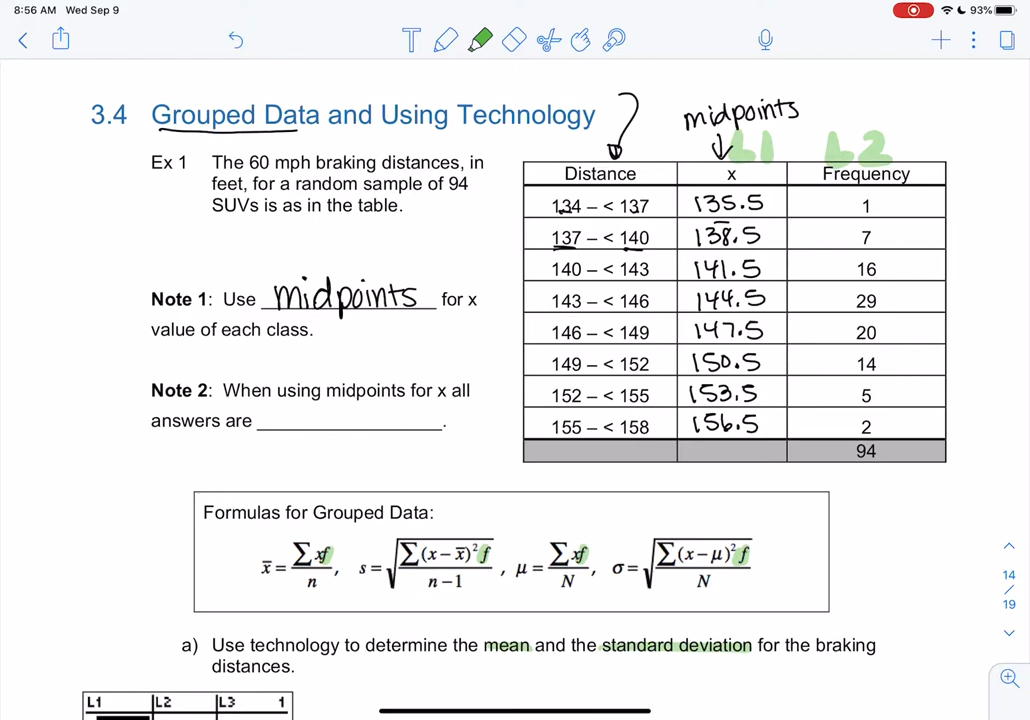 8:56 AM Wed Sep 9
93%
T
3.4 Grouped Data and Using Technology
midpoints
L1 L2
Ex 1 The 60 mph braking distances, in
feet, for a random sample of 94
SUVs is as in the table.
Note 1: Use midpoints for x
value of each class.
Note 2: When using midpoints for x all
answers are ____________________.
Distance x Frequency
134 – < 137 135.5 1
137 – < 140 138.5 7
140 – < 143 141.5 16
143 – < 146 144.5 29
146 – < 149 147.5 20
149 – < 152 150.5 14
152 – < 155 153.5 5
155 – < 158 156.5 2
94
Formulas for Grouped Data:
x̄ = ∑xf / n, s = √(∑(x − x̄)² f / (n − 1)), μ = ∑xf / N, σ = √(∑(x − μ)² f / N)
14
/
19
a) Use technology to determine the mean and the standard deviation for the braking
distances.
L1 L2 L3 1